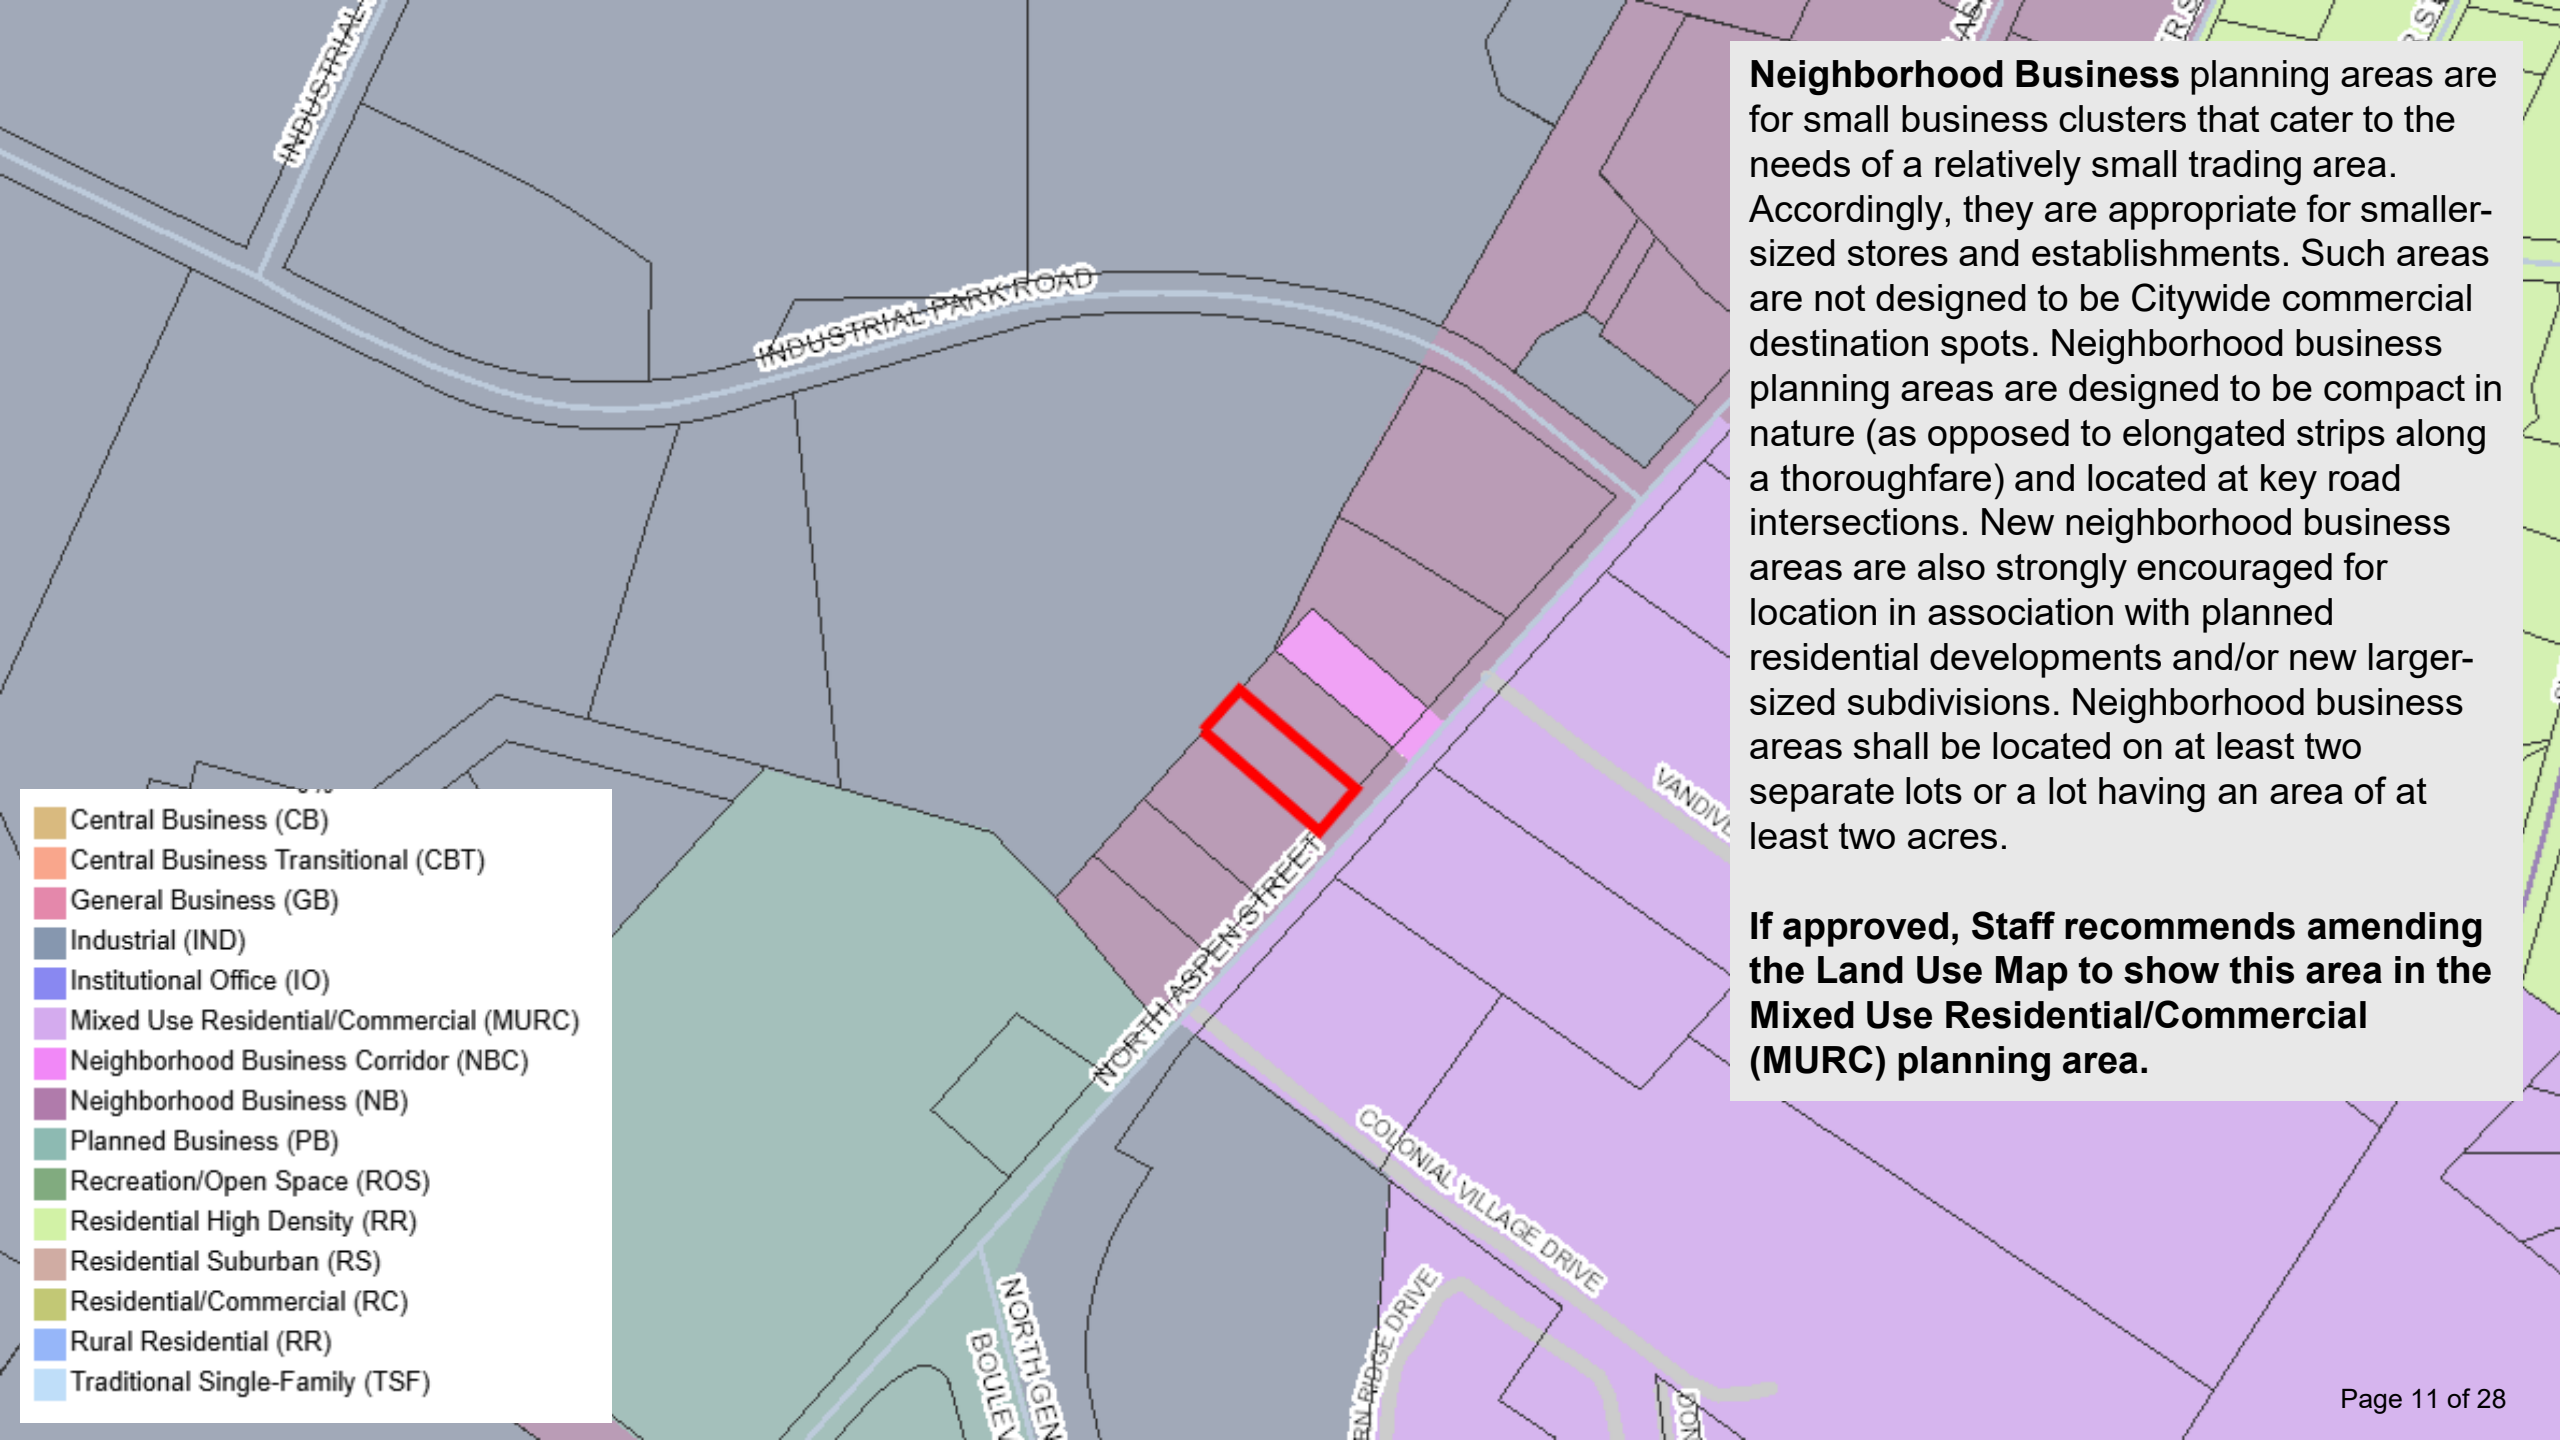 INDUSTRIAL
INDUSTRIAL PARK ROAD
Neighborhood Business planning areas are
for small business clusters that cater to the
needs of a relatively small trading area.
Accordingly, they are appropriate for smaller-
sized stores and establishments. Such areas
are not designed to be Citywide commercial
destination spots. Neighborhood business
planning areas are designed to be compact in
nature (as opposed to elongated strips along
a thoroughfare) and located at key road
intersections. New neighborhood business
areas are also strongly encouraged for
location in association with planned
residential developments and/or new larger-
sized subdivisions. Neighborhood business
areas shall be located on at least two
separate lots or a lot having an area of at
least two acres.
If approved, Staff recommends amending
the Land Use Map to show this area in the
Mixed Use Residential/Commercial
(MURC) planning area.
VANDIVE
NORTH ASPEN STREET
COLONIAL VILLAGE DRIVE
EN RIDGE DRIVE
NORTH GEN
BOULEV
Central Business (CB)
Central Business Transitional (CBT)
General Business (GB)
Industrial (IND)
Institutional Office (IO)
Mixed Use Residential/Commercial (MURC)
Neighborhood Business Corridor (NBC)
Neighborhood Business (NB)
Planned Business (PB)
Recreation/Open Space (ROS)
Residential High Density (RR)
Residential Suburban (RS)
Residential/Commercial (RC)
Rural Residential (RR)
Traditional Single-Family (TSF)
Page 11 of 28